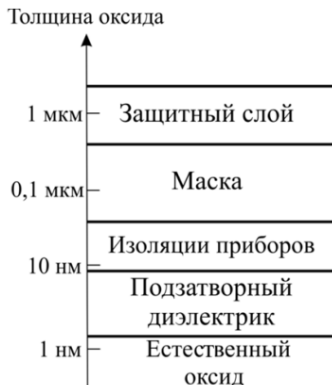 Толщина оксида
1 мкм
Защитный слой
0,1 мкм
Маска
Изоляции приборов
10 нм
Подзатворный
диэлектрик
1 нм
Естественный
оксид